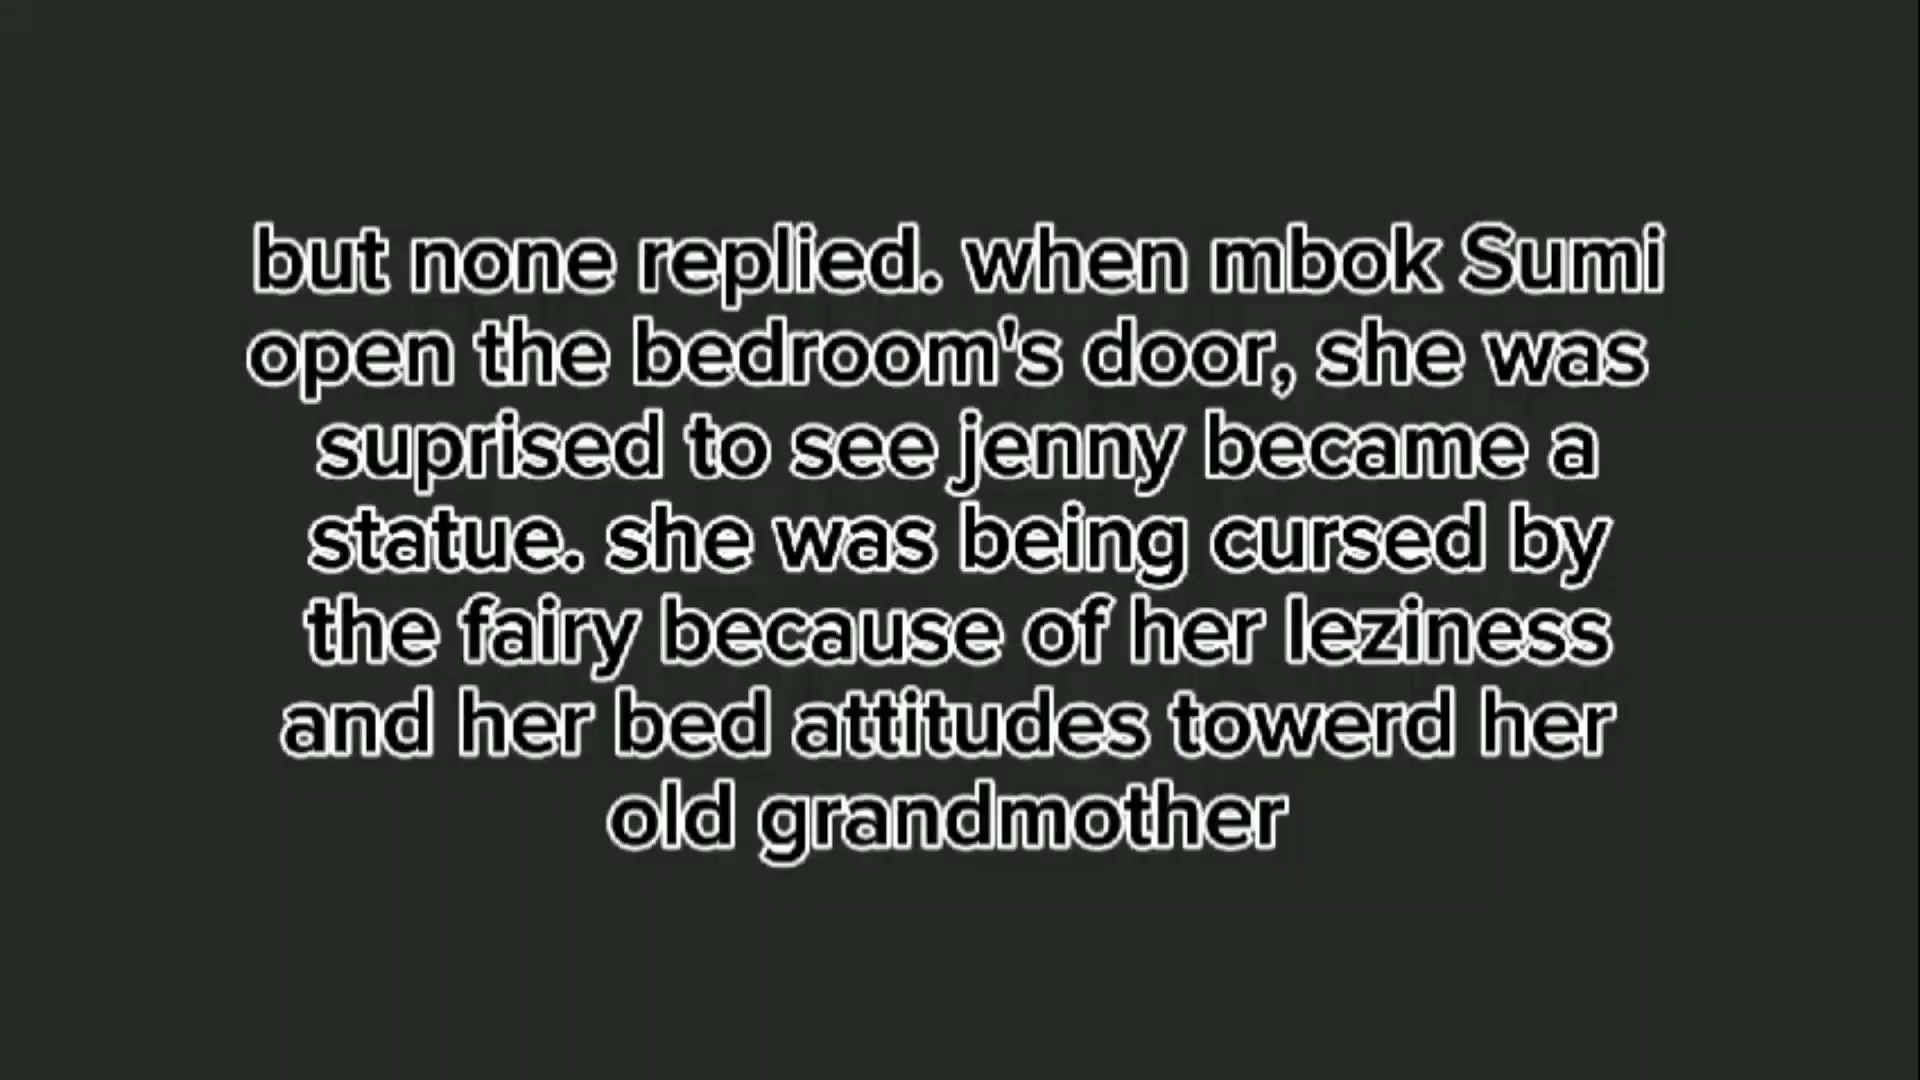 but none replied. when mbok Sumi
open the bedroom's door, she was
suprised to see jenny became a
statue. she was being cursed by
the fairy because of her leziness
and her bed attitudes towerd her
old grandmother